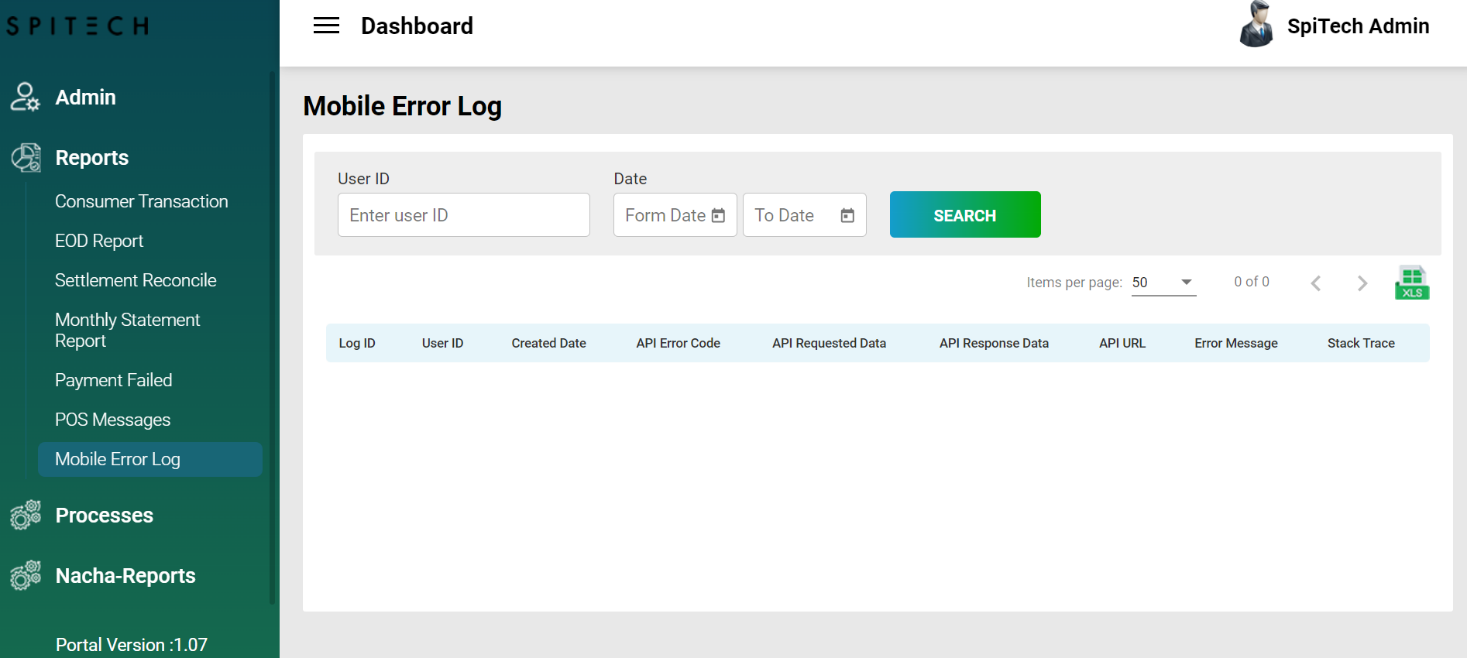 SPITECH
Dashboard
SpiTech Admin
Admin
Reports
Consumer Transaction
EOD Report
Settlement Reconcile
Monthly Statement
Report
Payment Failed
POS Messages
Mobile Error Log
Processes
Nacha-Reports
Portal Version :1.07
Mobile Error Log
User ID
Date
Enter user ID
Form Date
To Date
SEARCH
Items per page: 50
0 of 0
XLS
Log ID User ID Created Date API Error Code API Requested Data API Response Data API URL Error Message Stack Trace